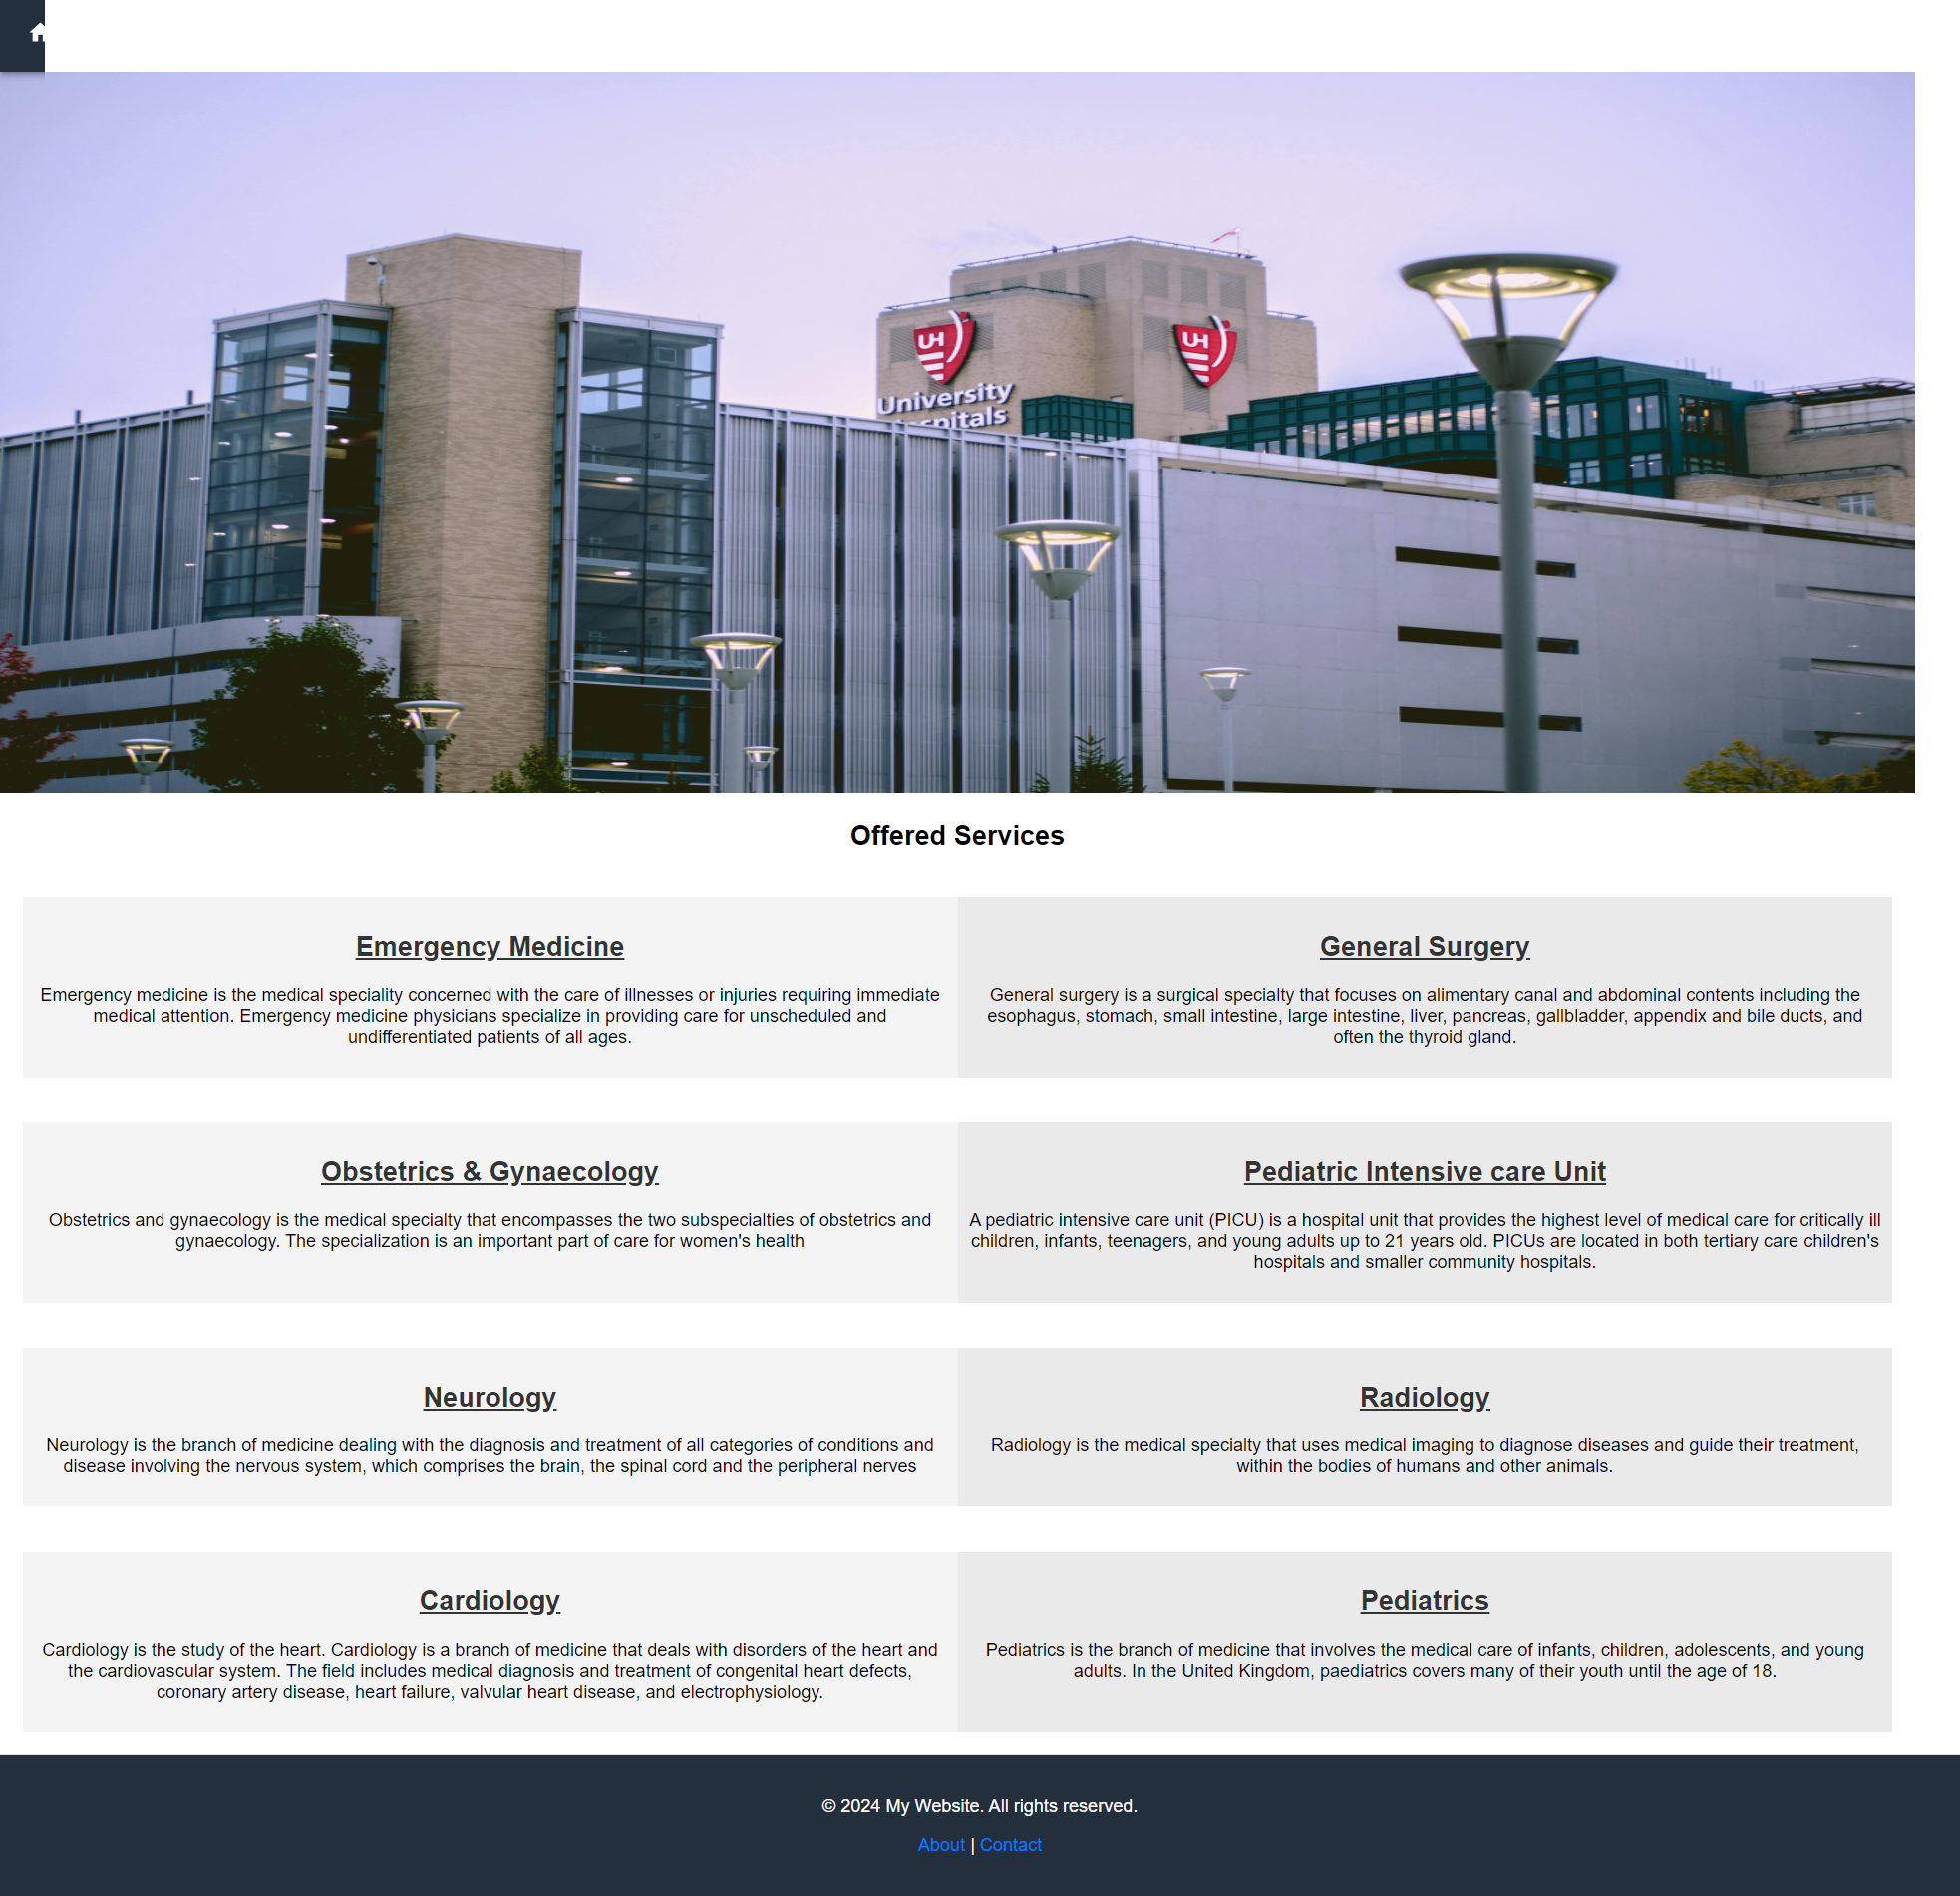 UH
UH
University
Hospitals
Offered Services
Emergency Medicine
Emergency medicine is the medical speciality concerned with the care of illnesses or injuries requiring immediate
medical attention. Emergency medicine physicians specialize in providing care for unscheduled and
undifferentiated patients of all ages.
General Surgery
General surgery is a surgical specialty that focuses on alimentary canal and abdominal contents including the
esophagus, stomach, small intestine, large intestine, liver, pancreas, gallbladder, appendix and bile ducts, and
often the thyroid gland.
Obstetrics & Gynaecology
Obstetrics and gynaecology is the medical specialty that encompasses the two subspecialties of obstetrics and
gynaecology. The specialization is an important part of care for women's health
Pediatric Intensive care Unit
A pediatric intensive care unit (PICU) is a hospital unit that provides the highest level of medical care for critically ill
children, infants, teenagers, and young adults up to 21 years old. PICUs are located in both tertiary care children's
hospitals and smaller community hospitals.
Neurology
Neurology is the branch of medicine dealing with the diagnosis and treatment of all categories of conditions and
disease involving the nervous system, which comprises the brain, the spinal cord and the peripheral nerves
Radiology
Radiology is the medical specialty that uses medical imaging to diagnose diseases and guide their treatment,
within the bodies of humans and other animals.
Cardiology
Cardiology is the study of the heart. Cardiology is a branch of medicine that deals with disorders of the heart and
the cardiovascular system. The field includes medical diagnosis and treatment of congenital heart defects,
coronary artery disease, heart failure, valvular heart disease, and electrophysiology.
Pediatrics
Pediatrics is the branch of medicine that involves the medical care of infants, children, adolescents, and young
adults. In the United Kingdom, paediatrics covers many of their youth until the age of 18.
© 2024 My Website. All rights reserved.
About | Contact